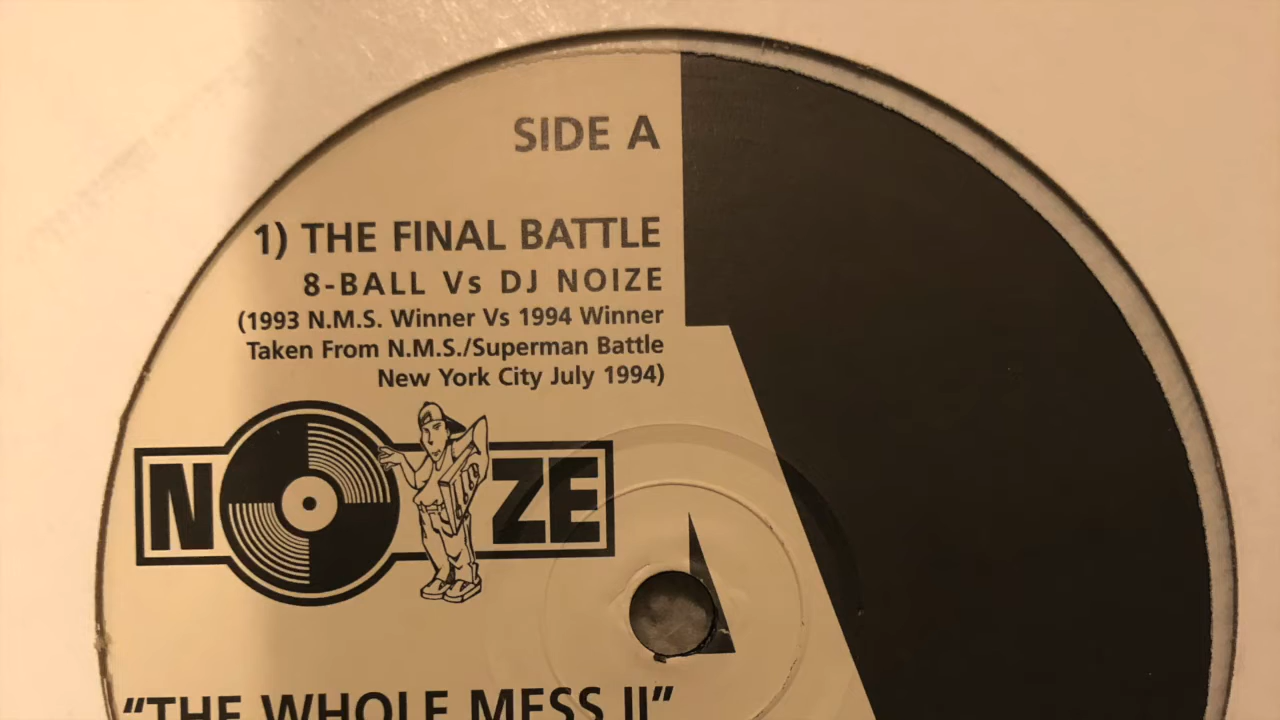 SIDE A
1) THE FINAL BATTLE
8-BALL Vs DJ NOIZE
(1993 N.M.S. Winner Vs 1994 Winner
Taken From N.M.S./Superman Battle
New York City July 1994)
NOIZE
"THE WHOLE MESS II"